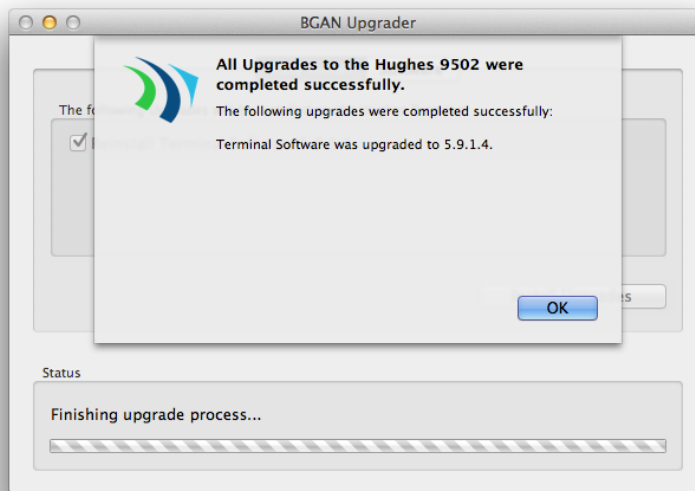 BGAN Upgrader
All Upgrades to the Hughes 9502 were
completed successfully.
The following upgrades were completed successfully:
Terminal Software was upgraded to 5.9.1.4.
OK
The f
Status
Finishing upgrade process...